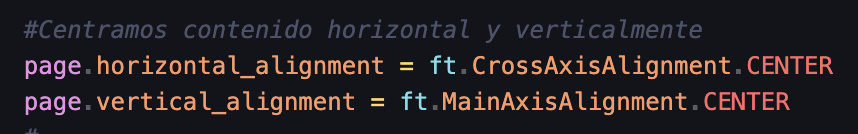 #Centramos contenido horizontal y verticalmente
page.horizontal_alignment = ft.CrossAxisAlignment.CENTER
page.vertical_alignment = ft.MainAxisAlignment.CENTER
#